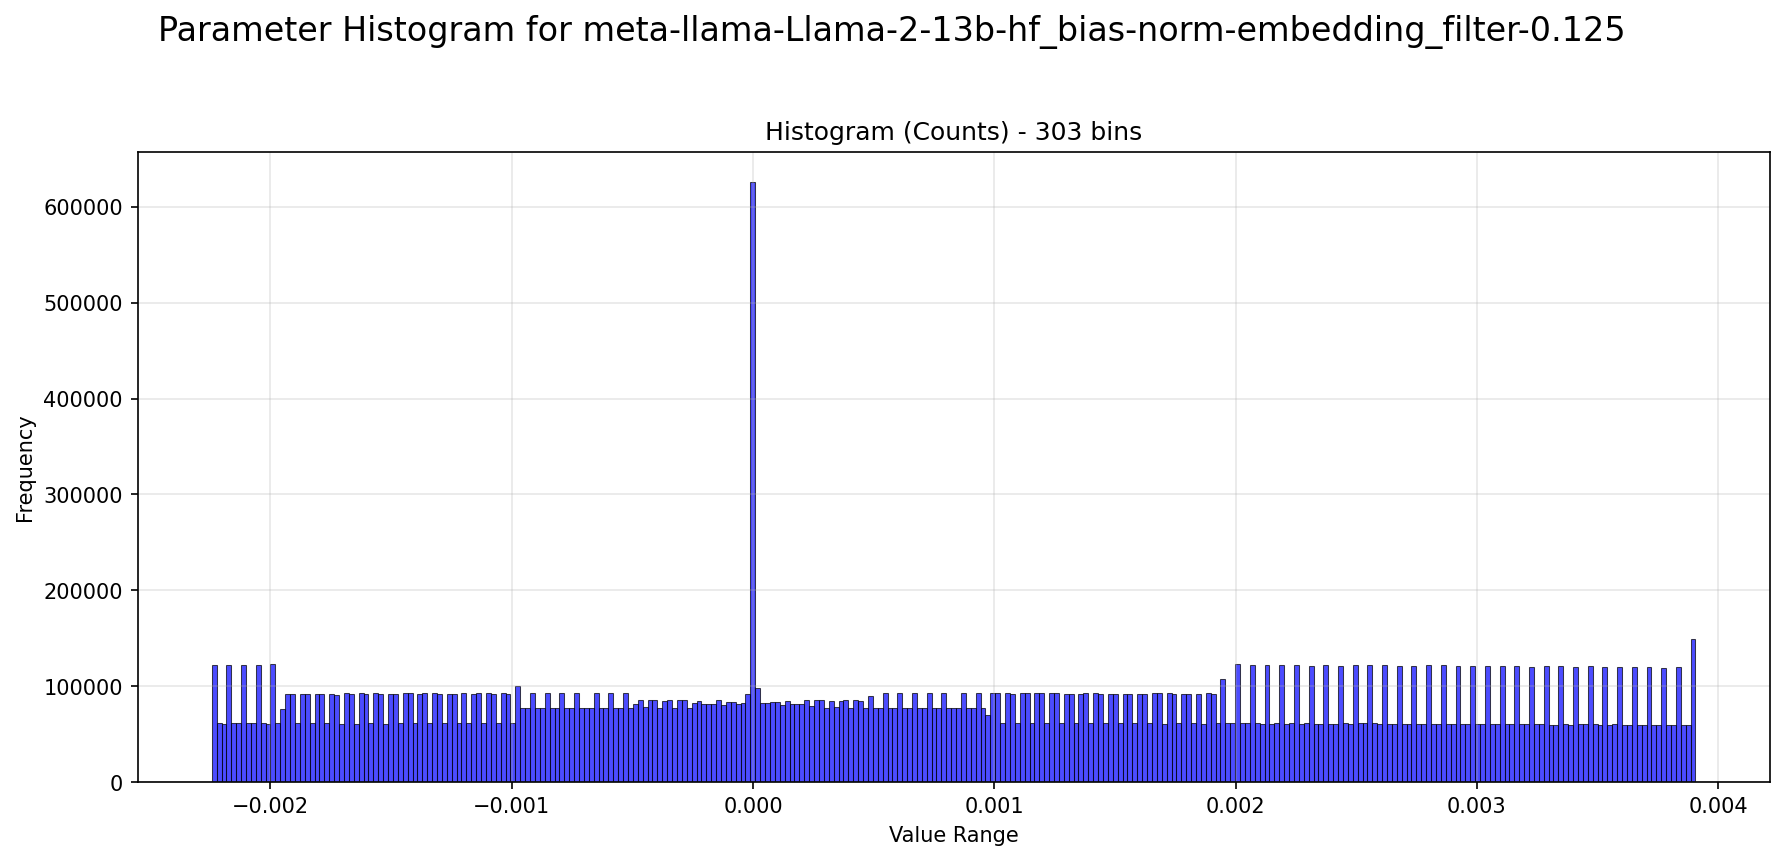 Parameter Histogram for meta-llama-Llama-2-13b-hf_bias-norm-embedding_filter-0.125
Histogram (Counts) - 303 bins
600000
500000
400000
300000
200000
100000
0
Frequency
−0.002 −0.001 0.000 0.001 0.002 0.003 0.004
Value Range